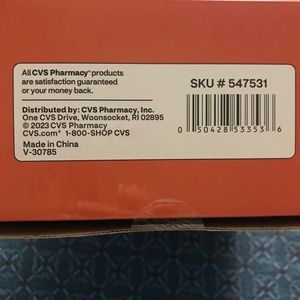 All CVS Pharmacy® products
are satisfaction guaranteed
or your money back.
Distributed by: CVS Pharmacy, Inc.
One CVS Drive, Woonsocket, RI 02895
© 2023 CVS Pharmacy
CVS.com® 1-800-SHOP CVS
Made in China
V-30785
SKU # 547531
0 50428 53353 6